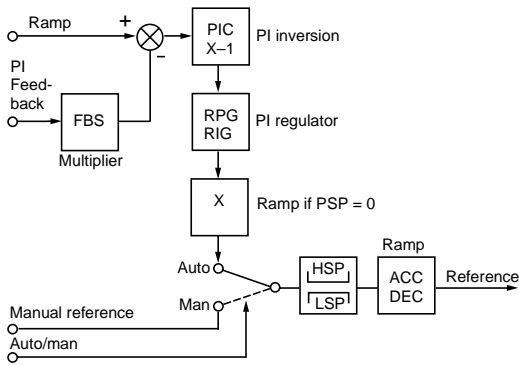 Ramp
+
–
PI
Feed-
back
FBS
Multiplier
PIC
X–1
PI inversion
RPG
RIG
PI regulator
X
Ramp if PSP = 0
Auto
Man
Manual reference
Auto/man
HSP
LSP
Ramp
ACC
DEC
Reference